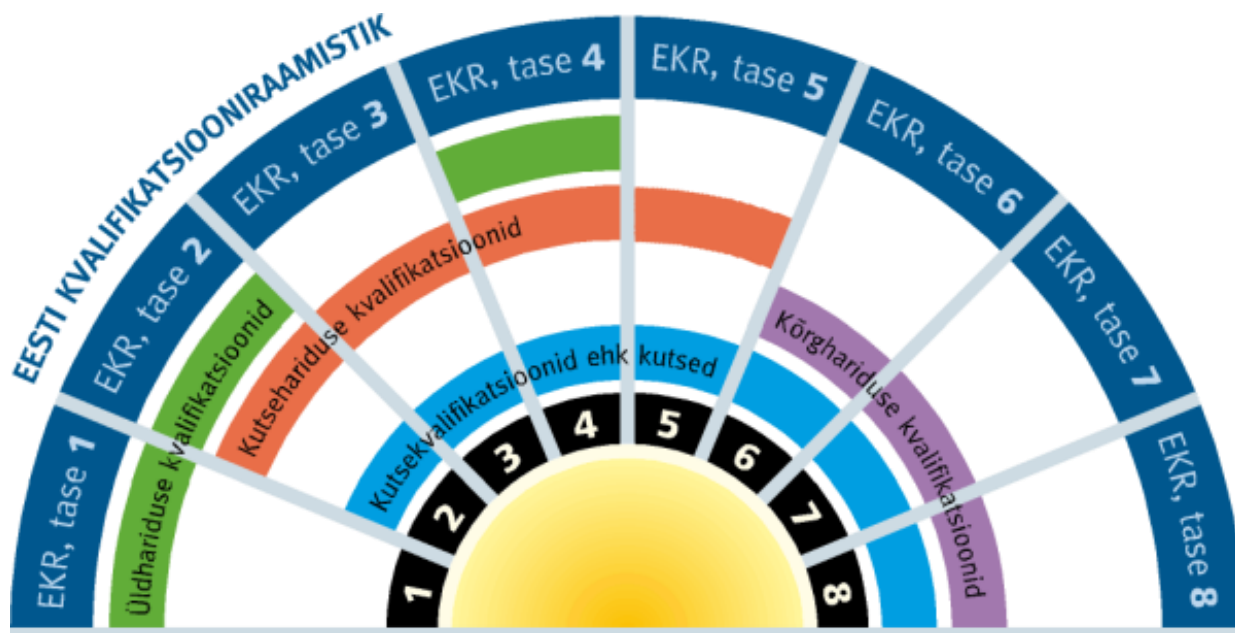 EESTI KVALIFIKATSIOONIRAAMISTIK
EKR, tase 1
EKR, tase 2
EKR, tase 3
EKR, tase 4
EKR, tase 5
EKR, tase 6
EKR, tase 7
EKR, tase 8
Üldhariduse kvalifikatsioonid
Kutsehariduse kvalifikatsioonid
Kutsekvalifikatsioonid ehk kutsed
Kõrghariduse kvalifikatsioonid
1
2
3
4
5
6
7
8